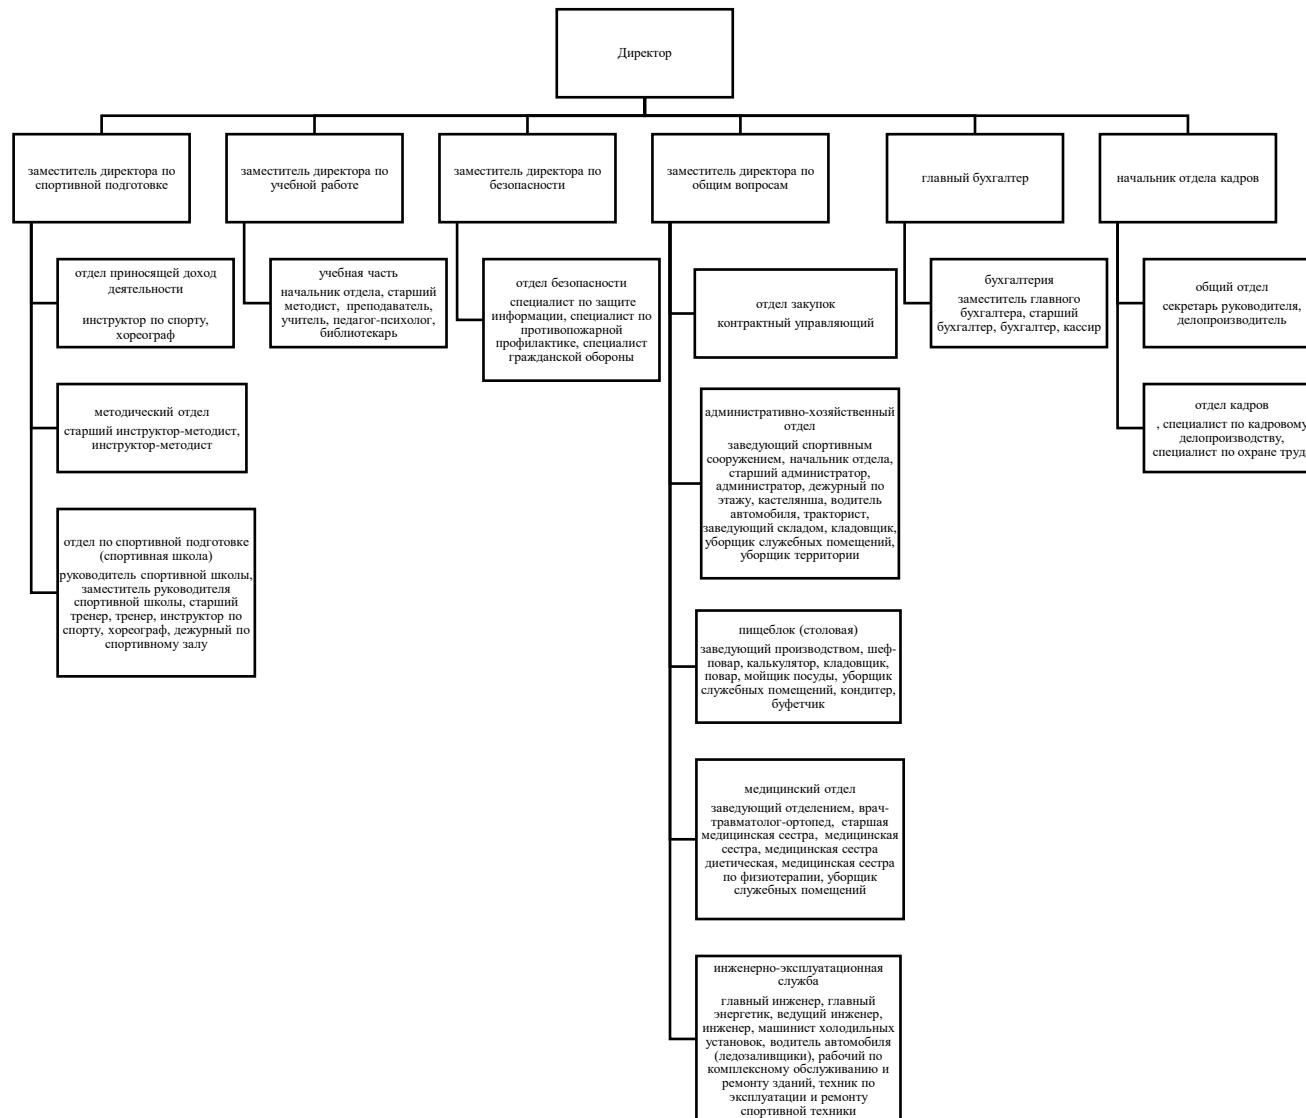 Директор
заместитель директора по
спортивной подготовке
заместитель директора по
учебной работе
заместитель директора по
безопасности
заместитель директора по
общим вопросам
главный бухгалтер
начальник отдела кадров
отдел приносящей доход
деятельности
инструктор по спорту,
хореограф
методический отдел
старший инструктор-методист,
инструктор-методист
отдел по спортивной подготовке
(спортивная школа)
руководитель спортивной школы,
заместитель руководителя
спортивной школы, старший
тренер, тренер, инструктор по
спорту, хореограф, дежурный по
спортивному залу
учебная часть
начальник отдела, старший
методист, преподаватель,
учитель, педагог-психолог,
библиотекарь
отдел безопасности
специалист по защите
информации, специалист по
противопожарной
профилактике, специалист
гражданской обороны
отдел закупок
контрактный управляющий
административно-хозяйственный
отдел
заведующий спортивным
сооружением, начальник отдела,
старший администратор,
администратор, дежурный по
этажу, кастелянша, водитель
автомобиля, тракторист,
заведующий складом, кладовщик,
уборщик служебных помещений,
уборщик территории
пищеблок (столовая)
заведующий производством, шеф-
повар, калькулятор, кладовщик,
повар, мойщик посуды, уборщик
служебных помещений, кондитер,
буфетчик
медицинский отдел
заведующий отделением, врач-
травматолог-ортопед, старшая
медицинская сестра, медицинская
сестра, медицинская сестра
диетическая, медицинская сестра
по физиотерапии, уборщик
служебных помещений
инженерно-эксплуатационная
служба
главный инженер, главный
энергетик, ведущий инженер,
инженер, машинист холодильных
установок, водитель автомобиля
(ледозаливщики), рабочий по
комплексному обслуживанию и
ремонту зданий, техник по
эксплуатации и ремонту
спортивной техники
бухгалтерия
заместитель главного
бухгалтера, старший
бухгалтер, бухгалтер, кассир
общий отдел
секретарь руководителя,
делопроизводитель
отдел кадров
, специалист по кадровому
делопроизводству,
специалист по охране труд